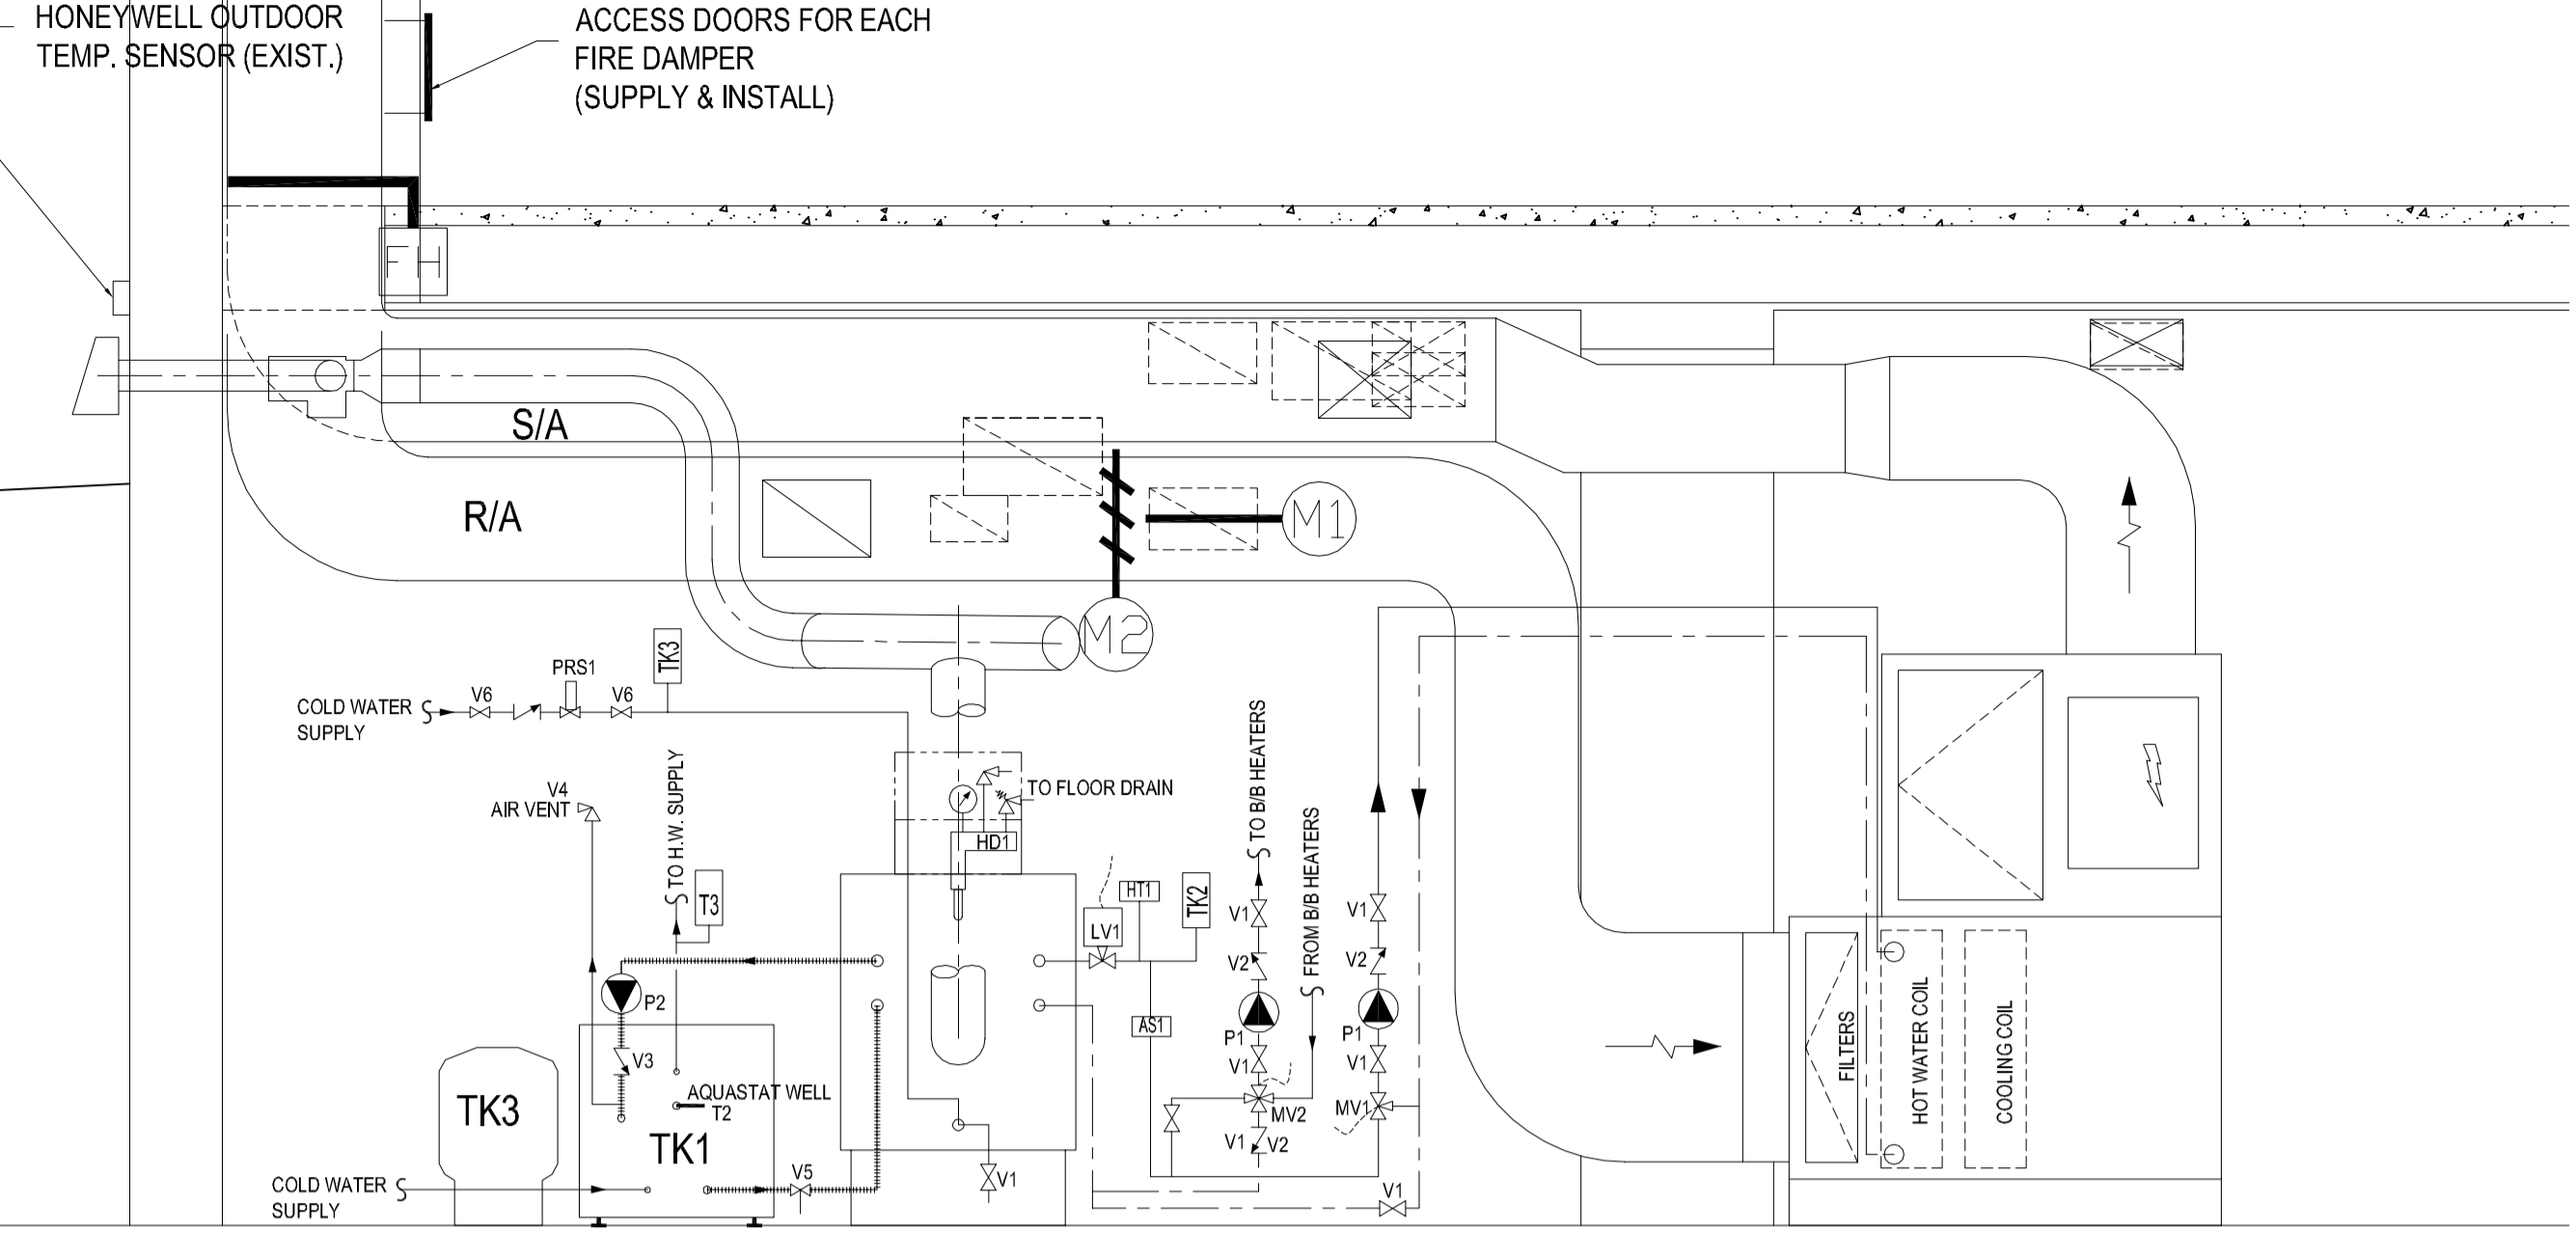 HONEYWELL OUTDOOR
TEMP. SENSOR (EXIST.)
ACCESS DOORS FOR EACH
FIRE DAMPER
(SUPPLY & INSTALL)
FH
S/A
R/A
M1
M2
TK3
PRS1
V6
V6
COLD WATER
SUPPLY
V4
AIR VENT
TO H.W. SUPPLY
T3
TO FLOOR DRAIN
HD1
TO B/B HEATERS
FROM B/B HEATERS
HT1
TK2
LV1
V1
V1
V2
V2
P2
AS1
P1
P1
V3
V1
V1
AQUASTAT WELL
T2
MV2
MV1
TK3
TK1
V1
V2
V5
V1
V1
COLD WATER
SUPPLY
FILTERS
HOT WATER COIL
COOLING COIL